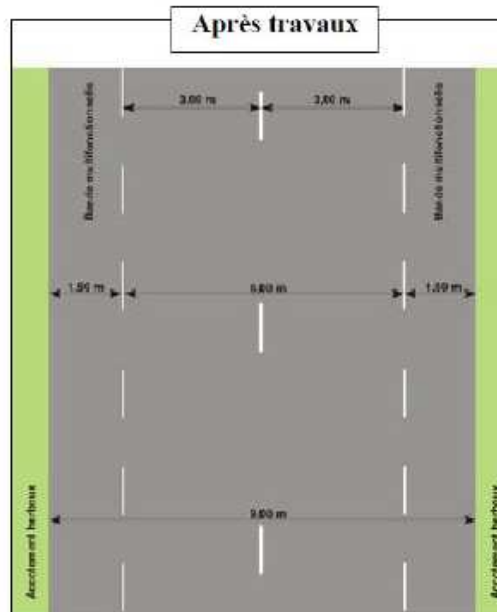 Après travaux
Bande multifonctionnelle
3.00 m
3,00 m
Bande multifonctionnelle
1.50 m
6.00 m
1.50 m
Accotement herbeux
9.00 m
Accotement herbeux